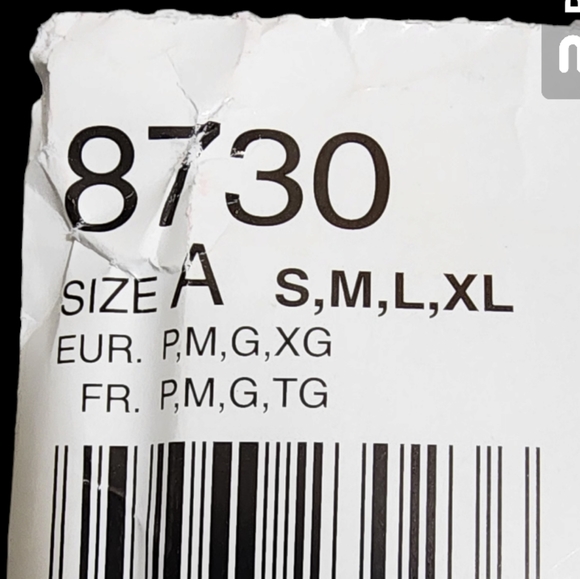 8730
SIZE A S,M,L,XL
EUR. P,M,G,XG
FR. P,M,G,TG